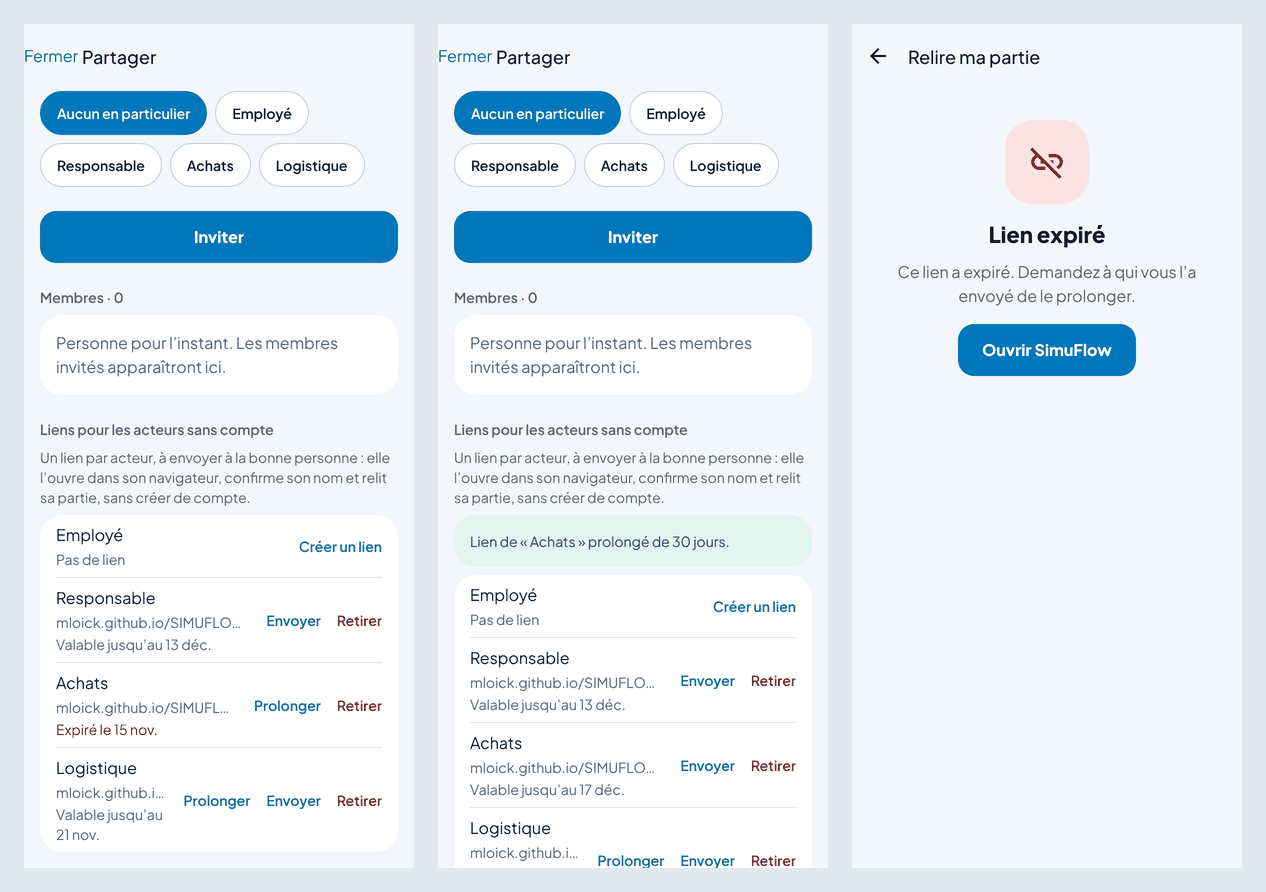 Fermer Partager
Aucun en particulier
Employé
Responsable
Achats
Logistique
Inviter
Membres · 0
Personne pour l’instant. Les membres
invités apparaîtront ici.
Liens pour les acteurs sans compte
Un lien par acteur, à envoyer à la bonne personne : elle
l’ouvre dans son navigateur, confirme son nom et relit
sa partie, sans créer de compte.
Employé
Pas de lien
Créer un lien
Responsable
mloick.github.io/SIMUFLO…
Valable jusqu’au 13 déc.
Envoyer
Retirer
Achats
mloick.github.io/SIMUFL…
Expiré le 15 nov.
Prolonger
Retirer
Logistique
mloick.github.i…
Valable jusqu’au
21 nov.
Prolonger
Envoyer
Retirer
Fermer Partager
Aucun en particulier
Employé
Responsable
Achats
Logistique
Inviter
Membres · 0
Personne pour l’instant. Les membres
invités apparaîtront ici.
Liens pour les acteurs sans compte
Un lien par acteur, à envoyer à la bonne personne : elle
l’ouvre dans son navigateur, confirme son nom et relit
sa partie, sans créer de compte.
Lien de « Achats » prolongé de 30 jours.
Employé
Pas de lien
Créer un lien
Responsable
mloick.github.io/SIMUFLO…
Valable jusqu’au 13 déc.
Envoyer
Retirer
Achats
mloick.github.io/SIMUFLO…
Valable jusqu’au 17 déc.
Envoyer
Retirer
Logistique
mloick.github.i…
Prolonger
Envoyer
Retirer
Relire ma partie
Lien expiré
Ce lien a expiré. Demandez à qui vous l’a
envoyé de le prolonger.
Ouvrir SimuFlow